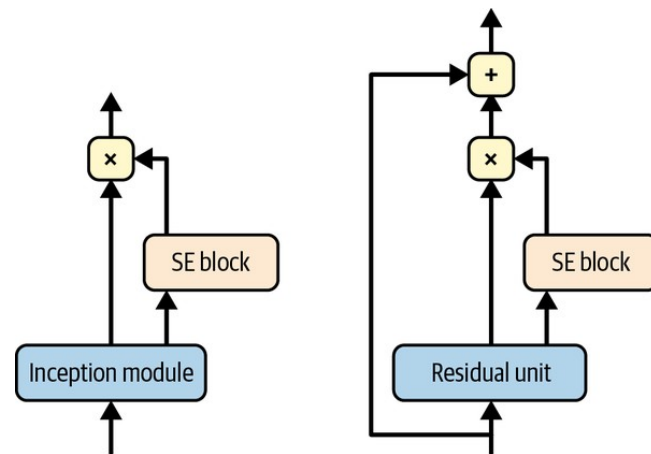 +
×
×
SE block
SE block
Inception module
Residual unit